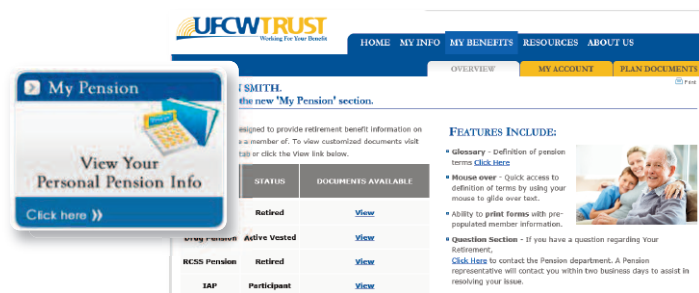 UFCWTRUST
Working For Your Benefit
HOME MY INFO MY BENEFITS RESOURCES ABOUT US
OVERVIEW MY ACCOUNT PLAN DOCUMENTS
Print
SMITH.
the new 'My Pension' section.
My Pension
View Your
Personal Pension Info
Click here
signed to provide retirement benefit information on
a member of. To view customized documents visit
tab or click the View link below.
STATUS DOCUMENTS AVAILABLE
Retired View
Drug Pension Active Vested View
RCSS Pension Retired View
IAP Participant View
FEATURES INCLUDE:
Glossary - Definition of pension
terms Click Here
Mouse over - Quick access to
definition of terms by using your
mouse to glide over text.
Ability to print forms with pre-
populated member information.
Question Section - If you have a question regarding Your
Retirement,
Click Here to contact the Pension department. A Pension
representative will contact you within two business days to assist in
resolving your issue.